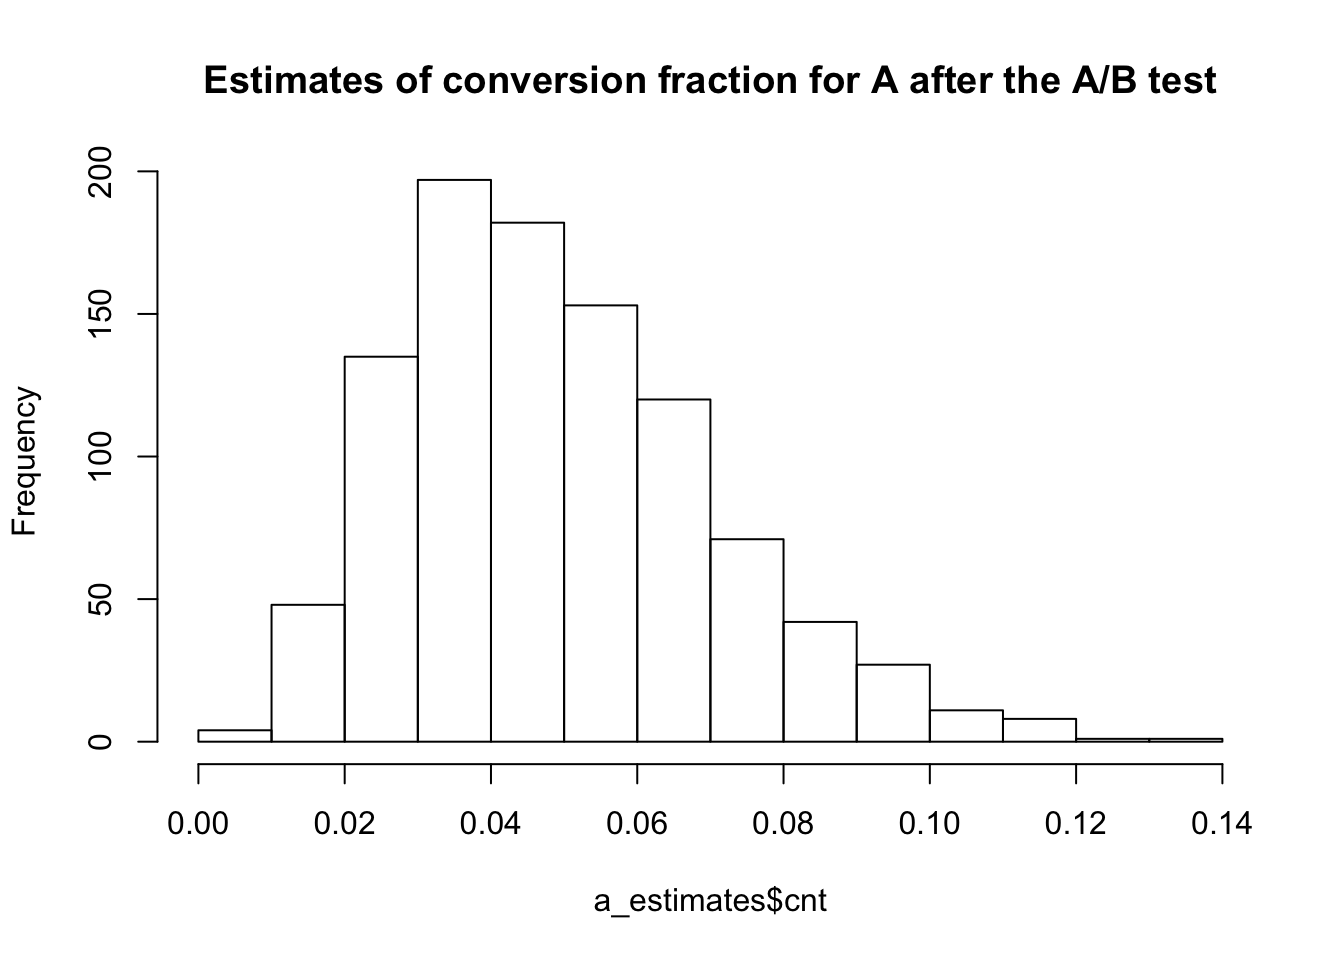 Estimates of conversion fraction for A after the A/B test
Frequency
200
150
100
50
0
0.00 0.02 0.04 0.06 0.08 0.10 0.12 0.14
a_estimates$cnt